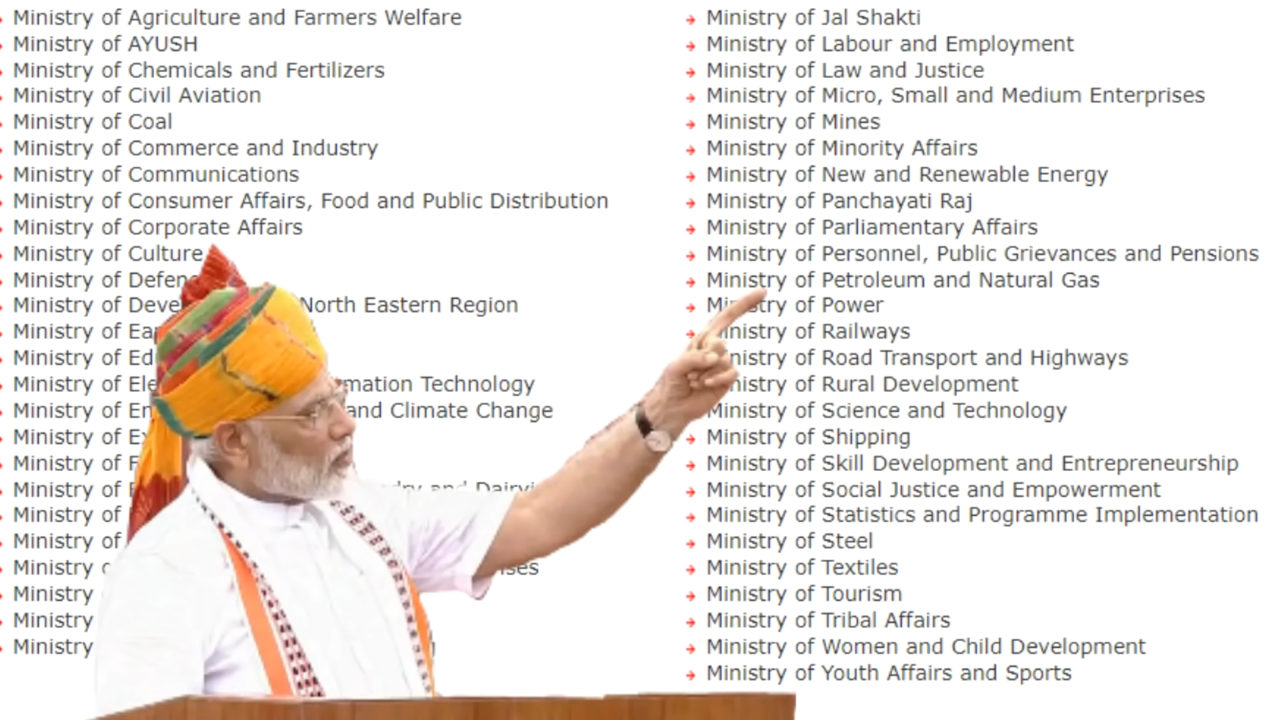 Ministry of Agriculture and Farmers Welfare
Ministry of AYUSH
Ministry of Chemicals and Fertilizers
Ministry of Civil Aviation
Ministry of Coal
Ministry of Commerce and Industry
Ministry of Communications
Ministry of Consumer Affairs, Food and Public Distribution
Ministry of Corporate Affairs
Ministry of Culture
Ministry of
Ministry of North Eastern Region
Ministry of
Ministry of
Ministry of Technology
Ministry of and Climate Change
Ministry of
Ministry of
Ministry of and
Ministry of
Ministry of
Ministry
Ministry
Ministry
Ministry
Ministry of Jal Shakti
Ministry of Labour and Employment
Ministry of Law and Justice
Ministry of Micro, Small and Medium Enterprises
Ministry of Mines
Ministry of Minority Affairs
Ministry of New and Renewable Energy
Ministry of Panchayati Raj
Ministry of Parliamentary Affairs
Ministry of Personnel, Public Grievances and Pensions
Ministry of Petroleum and Natural Gas
Ministry of Power
Ministry of Railways
Ministry of Road Transport and Highways
Ministry of Rural Development
Ministry of Science and Technology
Ministry of Shipping
Ministry of Skill Development and Entrepreneurship
Ministry of Social Justice and Empowerment
Ministry of Statistics and Programme Implementation
Ministry of Steel
Ministry of Textiles
Ministry of Tourism
Ministry of Tribal Affairs
Ministry of Women and Child Development
Ministry of Youth Affairs and Sports